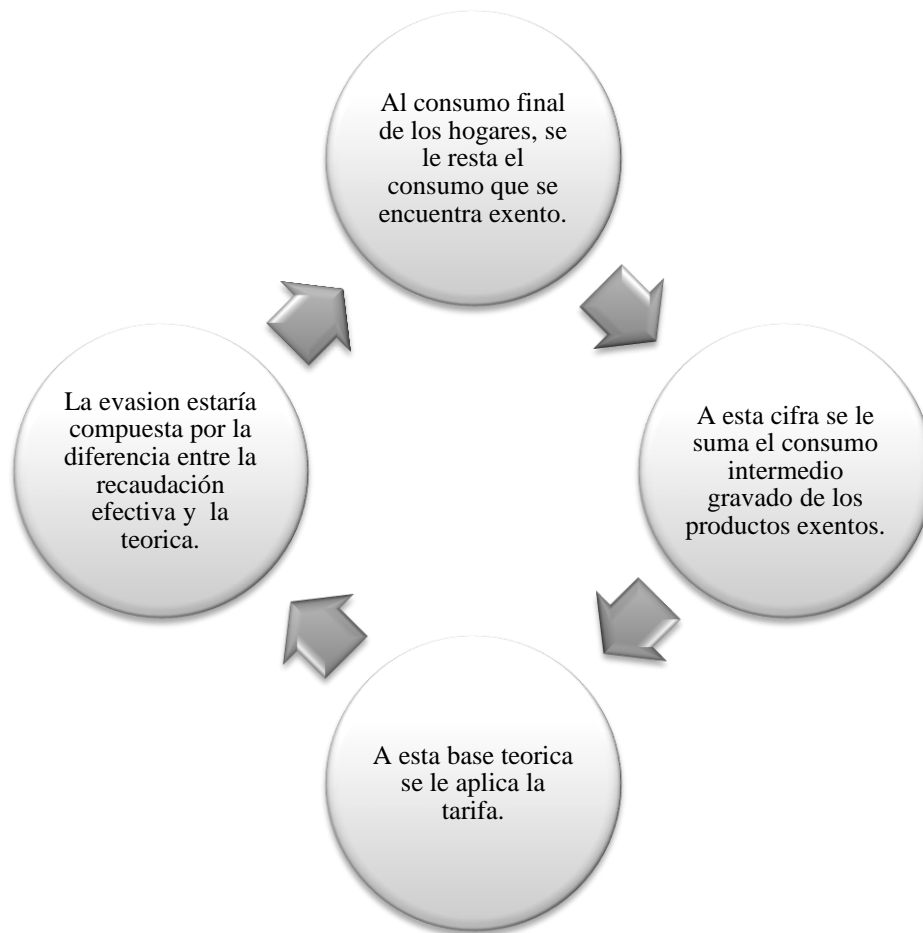 Al consumo final
de los hogares, se
le resta el
consumo que se
encuentra exento.
A esta cifra se le
suma el consumo
intermedio
gravado de los
productos exentos.
A esta base teorica
se le aplica la
tarifa.
La evasion estaría
compuesta por la
diferencia entre la
recaudación
efectiva y la
teorica.